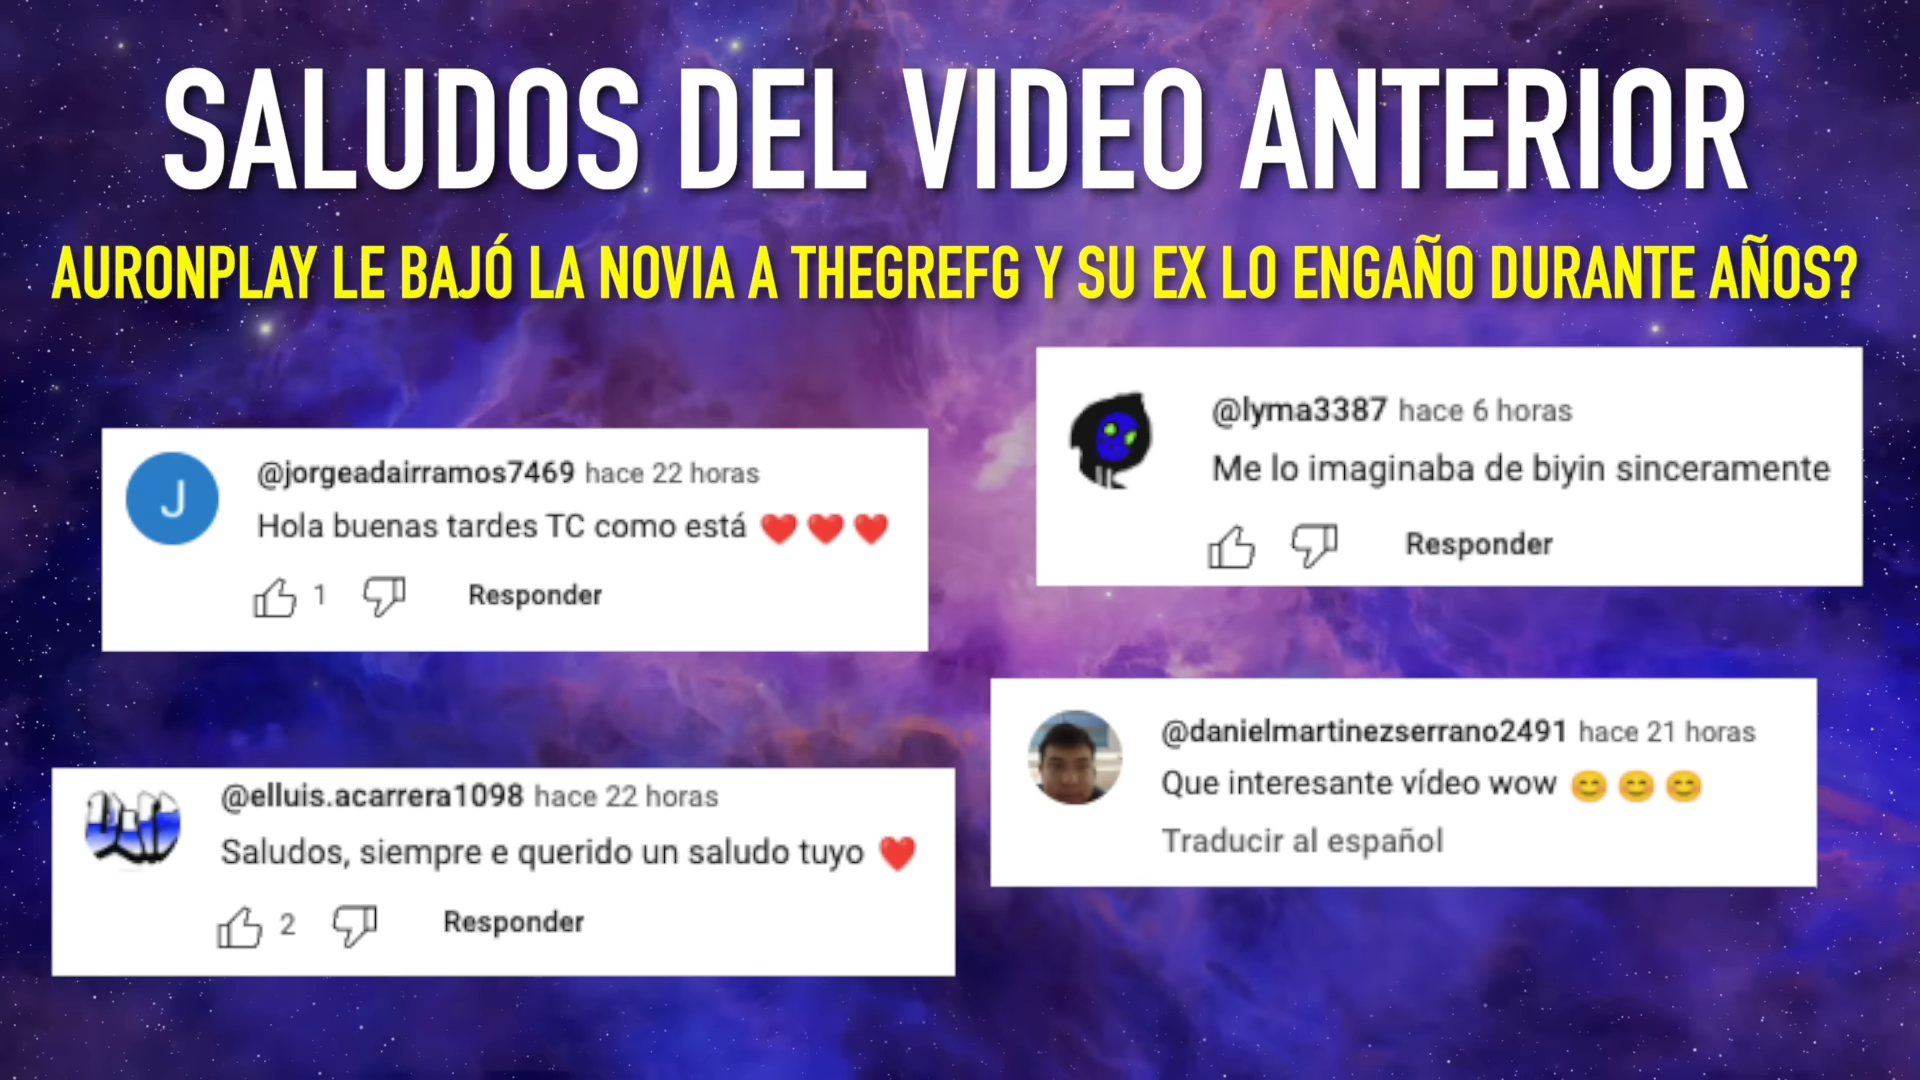 SALUDOS DEL VIDEO ANTERIOR
AURONPLAY LE BAJÓ LA NOVIA A THEGREFG Y SU EX LO ENGAÑO DURANTE AÑOS?
J
@jorgeadairramos7469 hace 22 horas
Hola buenas tardes TC como está ❤️❤️❤️
1
Responder
@lyma3387 hace 6 horas
Me lo imaginaba de biyin sinceramente
Responder
@elluis.acarrera1098 hace 22 horas
Saludos, siempre e querido un saludo tuyo ❤️
2
Responder
@danielmartinezserrano2491 hace 21 horas
Que interesante vídeo wow 😊😊😊
Traducir al español